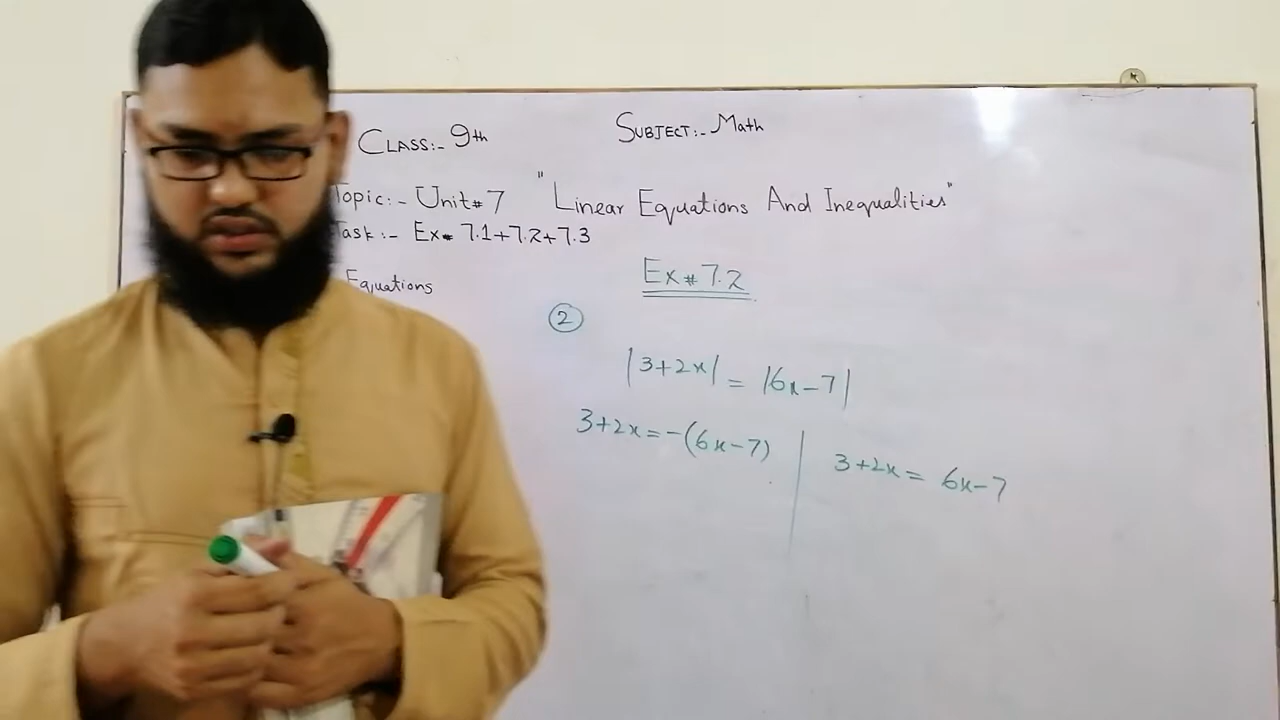 CLASS:- 9th
SUBJECT:- Math
Topic:- Unit#7 "Linear Equations And Inequalities"
Task:- Ex# 7.1+7.2+7.3
Equations
Ex#7.2
2
|3+2x| = |6x-7|
3+2x=-(6x-7)
3+2x= 6x-7